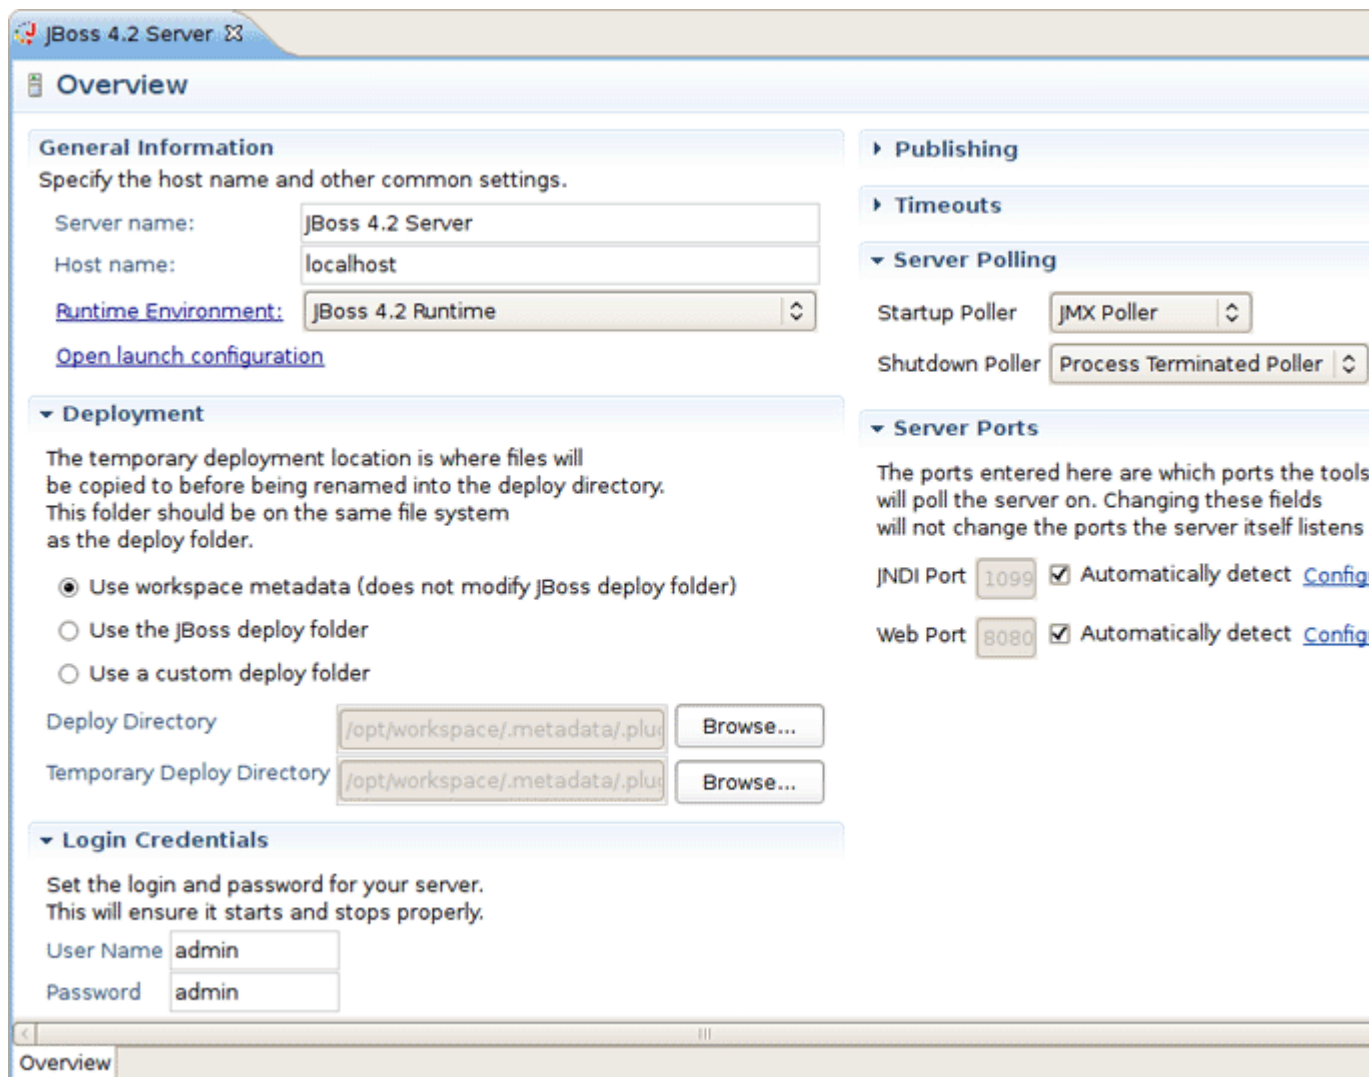 JBoss 4.2 Server
Overview
General Information
Specify the host name and other common settings.
Server name: JBoss 4.2 Server
Host name: localhost
Runtime Environment: JBoss 4.2 Runtime
Open launch configuration
Deployment
The temporary deployment location is where files will
be copied to before being renamed into the deploy directory.
This folder should be on the same file system
as the deploy folder.
Use workspace metadata (does not modify JBoss deploy folder)
Use the JBoss deploy folder
Use a custom deploy folder
Deploy Directory /opt/workspace/.metadata/.plug Browse...
Temporary Deploy Directory /opt/workspace/.metadata/.plug Browse...
Login Credentials
Set the login and password for your server.
This will ensure it starts and stops properly.
User Name admin
Password admin
Publishing
Timeouts
Server Polling
Startup Poller JMX Poller
Shutdown Poller Process Terminated Poller
Server Ports
The ports entered here are which ports the tools
will poll the server on. Changing these fields
will not change the ports the server itself listens
JNDI Port 1099 Automatically detect Config
Web Port 8080 Automatically detect Config
Overview